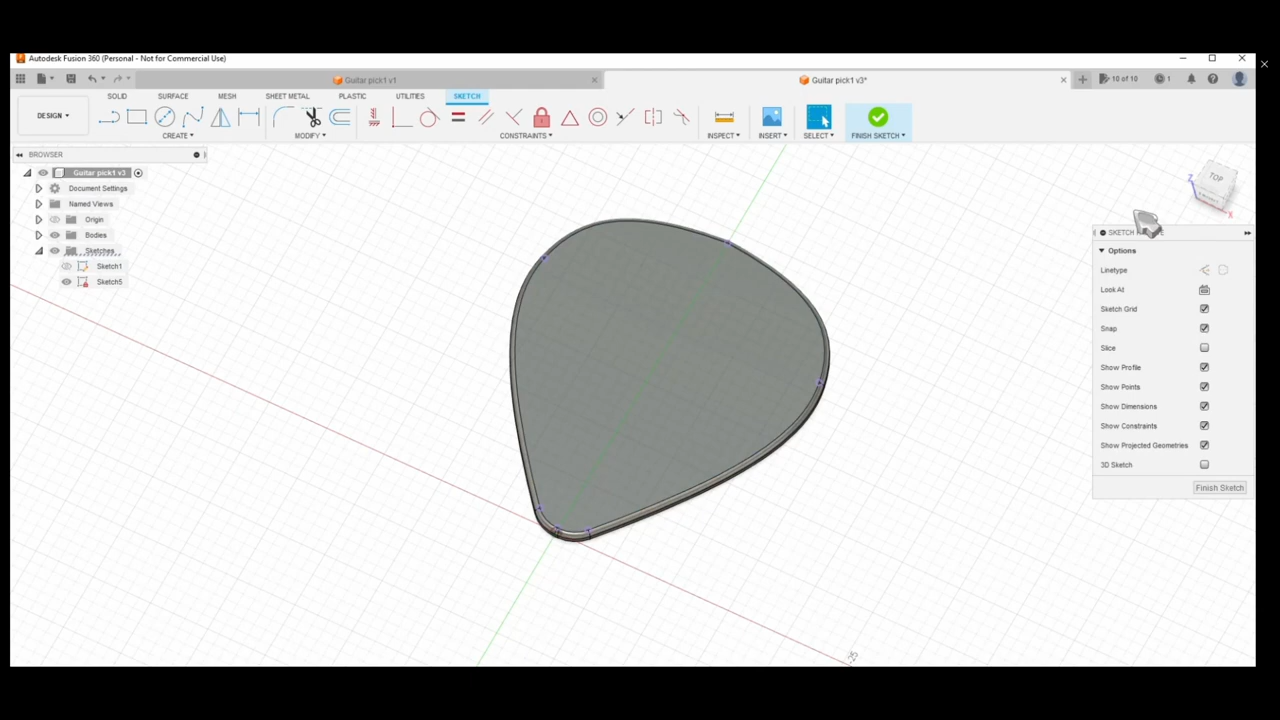 Autodesk Fusion 360 (Personal - Not for Commercial Use)
Guitar pick1 v1
Guitar pick1 v3*
10 of 10
1
SOLID SURFACE MESH SHEET METAL PLASTIC UTILITIES SKETCH
DESIGN
CREATE MODIFY CONSTRAINTS INSPECT INSERT SELECT FINISH SKETCH
BROWSER
Guitar pick1 v3
Document Settings
Named Views
Origin
Bodies
Sketches
Sketch1
Sketch5
TOP
Z
X
SKETCH
Options
Linetype
Look At
Sketch Grid
Snap
Slice
Show Profile
Show Points
Show Dimensions
Show Constraints
Show Projected Geometries
3D Sketch
Finish Sketch
-25